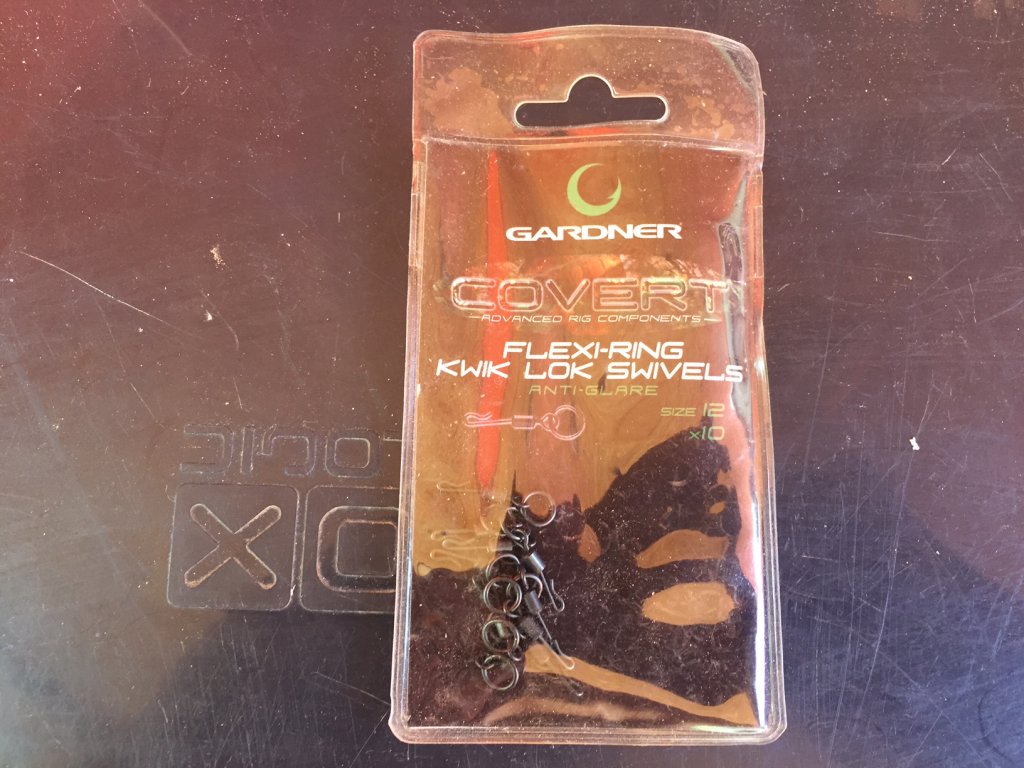 GARDNER
COVERT
ADVANCED RIG COMPONENTS
FLEXI-RING
KWIK LOK SWIVELS
ANTI-GLARE
SIZE 12
x10